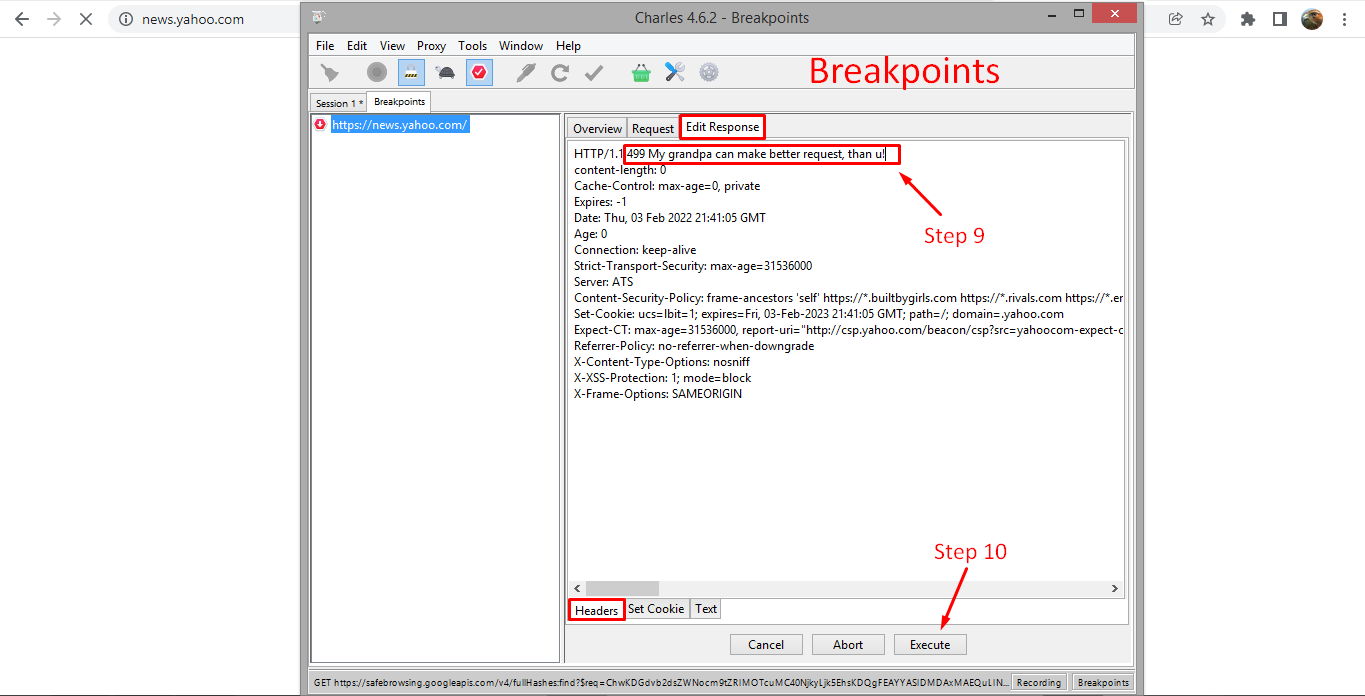 news.yahoo.com
Charles 4.6.2 - Breakpoints
File Edit View Proxy Tools Window Help
Breakpoints
Session 1 * Breakpoints
https://news.yahoo.com/
Overview Request Edit Response
HTTP/1.1 499 My grandpa can make better request, than u!
content-length: 0
Cache-Control: max-age=0, private
Expires: -1
Date: Thu, 03 Feb 2022 21:41:05 GMT
Age: 0
Connection: keep-alive
Strict-Transport-Security: max-age=31536000
Server: ATS
Content-Security-Policy: frame-ancestors 'self' https://*.builtbygirls.com https://*.rivals.com https://*.er
Set-Cookie: ucs=lbit=1; expires=Fri, 03-Feb-2023 21:41:05 GMT; path=/; domain=.yahoo.com
Expect-CT: max-age=31536000, report-uri="http://csp.yahoo.com/beacon/csp?src=yahoocom-expect-c
Referrer-Policy: no-referrer-when-downgrade
X-Content-Type-Options: nosniff
X-XSS-Protection: 1; mode=block
X-Frame-Options: SAMEORIGIN
Step 9
Step 10
Headers Set Cookie Text
Cancel Abort Execute
GET https://safebrowsing.googleapis.com/v4/fullHashes:find?$req=ChwKDGdvb2dsZWNocm9tZRIMOTcuMC40NjkyLjk5EhsKDQgFEAYYASIDMDAxMAEQuLIN... Recording Breakpoints